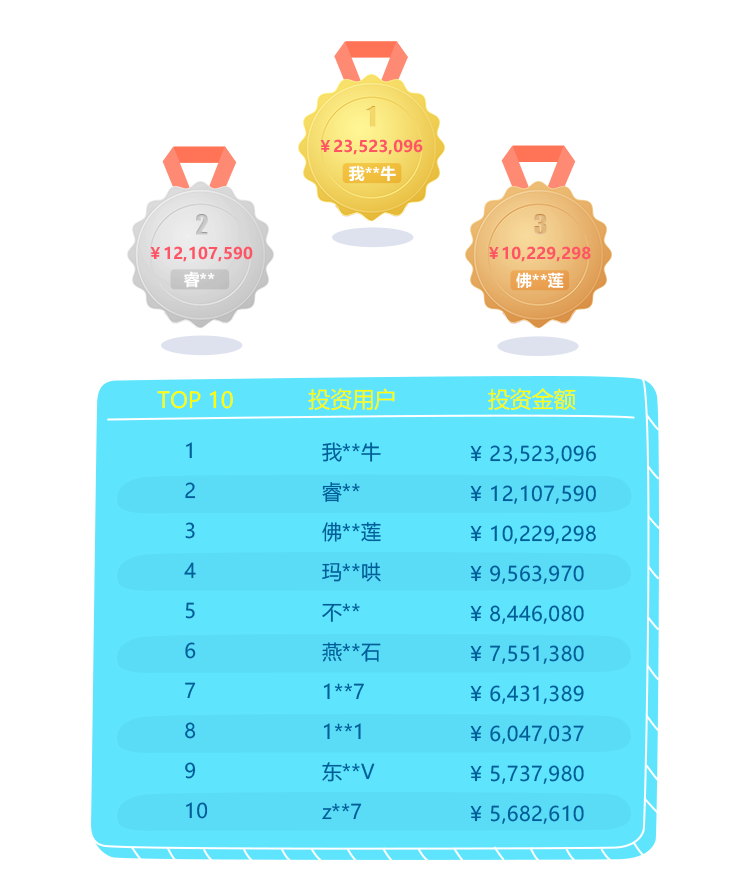 1
¥23,523,096
我**牛
2
¥12,107,590
睿**
3
¥10,229,298
佛**莲
TOP 10 投资用户 投资金额
1 我**牛 ¥ 23,523,096
2 睿** ¥ 12,107,590
3 佛**莲 ¥ 10,229,298
4 玛**哄 ¥ 9,563,970
5 不** ¥ 8,446,080
6 燕**石 ¥ 7,551,380
7 1**7 ¥ 6,431,389
8 1**1 ¥ 6,047,037
9 东**V ¥ 5,737,980
10 z**7 ¥ 5,682,610